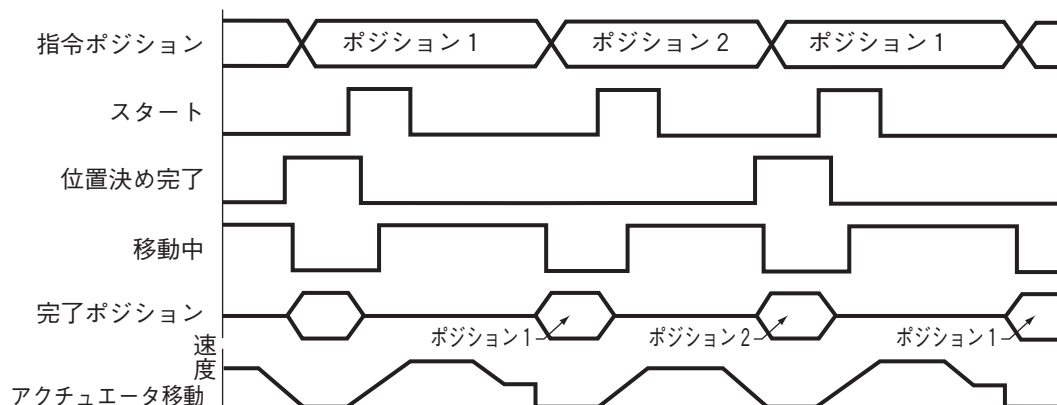 指令ポジション
ポジション1
ポジション2
ポジション1
スタート
位置決め完了
移動中
完了ポジション
ポジション1
ポジション2
ポジション1
速度
アクチュエータ移動